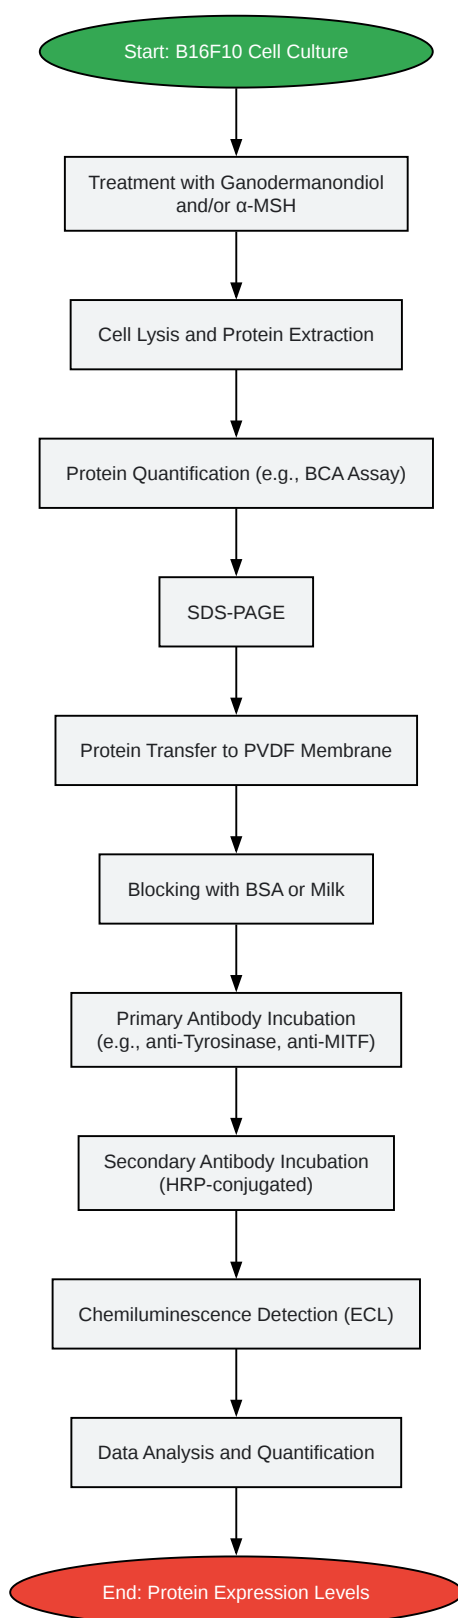 Start: B16F10 Cell Culture
Treatment with Ganodermanondiol
and/or α-MSH
Cell Lysis and Protein Extraction
Protein Quantification (e.g., BCA Assay)
SDS-PAGE
Protein Transfer to PVDF Membrane
Blocking with BSA or Milk
Primary Antibody Incubation
(e.g., anti-Tyrosinase, anti-MITF)
Secondary Antibody Incubation
(HRP-conjugated)
Chemiluminescence Detection (ECL)
Data Analysis and Quantification
End: Protein Expression Levels